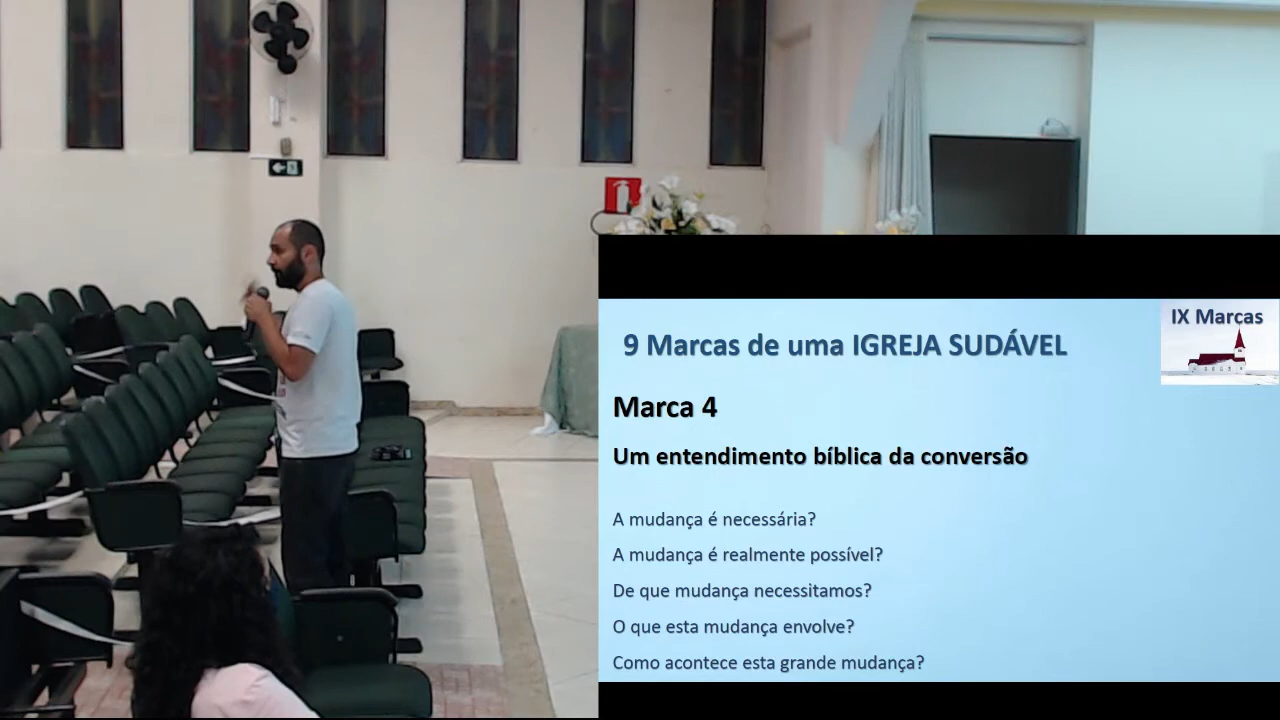 9 Marcas de uma IGREJA SUDÁVEL
IX Marcas
Marca 4
Um entendimento bíblica da conversão
A mudança é necessária?
A mudança é realmente possível?
De que mudança necessitamos?
O que esta mudança envolve?
Como acontece esta grande mudança?